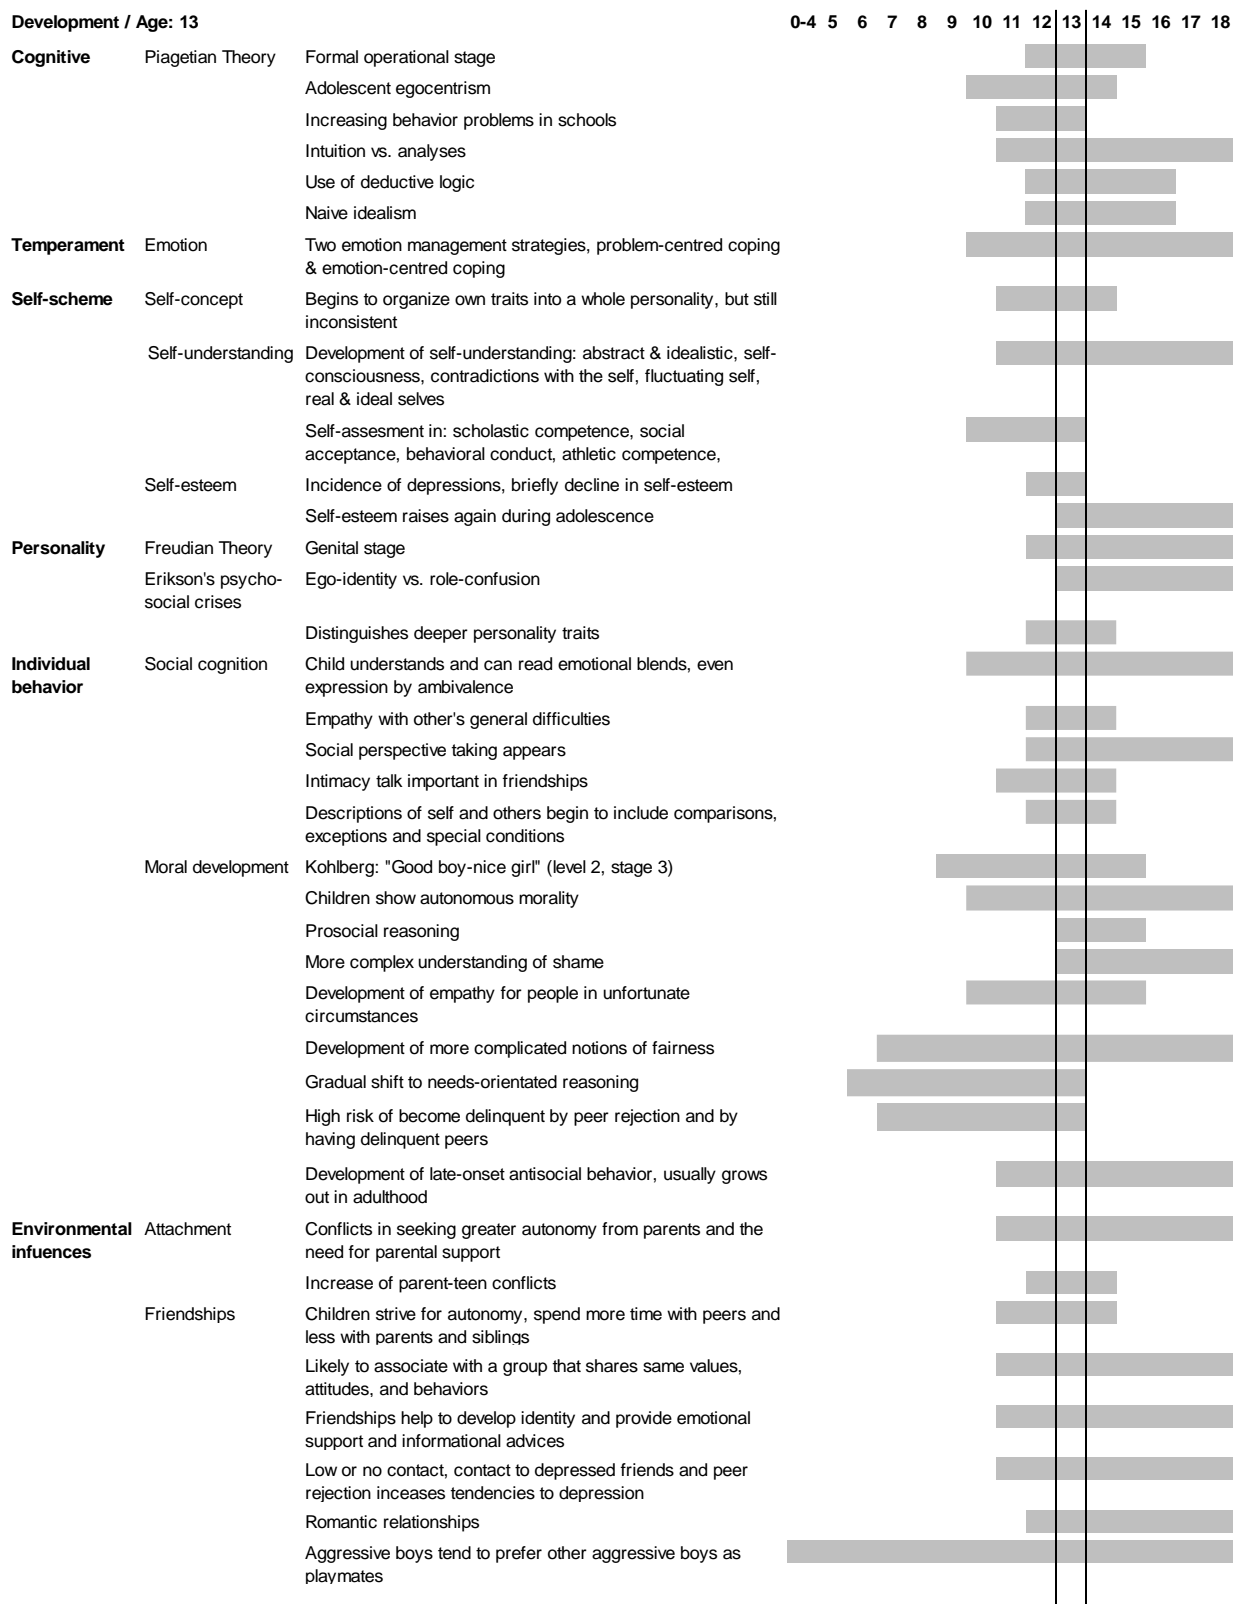 Development / Age: 13 0-4 5 6 7 8 9 10 11 12 13 14 15 16 17 18
Cognitive Piagetian Theory Formal operational stage
Adolescent egocentrism
Increasing behavior problems in schools
Intuition vs. analyses
Use of deductive logic
Naive idealism
Temperament Emotion Two emotion management strategies, problem-centred coping
& emotion-centred coping
Self-scheme Self-concept Begins to organize own traits into a whole personality, but still
inconsistent
Self-understanding Development of self-understanding: abstract & idealistic, self-
consciousness, contradictions with the self, fluctuating self,
real & ideal selves
Self-assesment in: scholastic competence, social
acceptance, behavioral conduct, athletic competence,
Self-esteem Incidence of depressions, briefly decline in self-esteem
Self-esteem raises again during adolescence
Personality Freudian Theory Genital stage
Erikson's psycho- Ego-identity vs. role-confusion
social crises
Distinguishes deeper personality traits
Individual Social cognition Child understands and can read emotional blends, even
behavior expression by ambivalence
Empathy with other's general difficulties
Social perspective taking appears
Intimacy talk important in friendships
Descriptions of self and others begin to include comparisons,
exceptions and special conditions
Moral development Kohlberg: "Good boy-nice girl" (level 2, stage 3)
Children show autonomous morality
Prosocial reasoning
More complex understanding of shame
Development of empathy for people in unfortunate
circumstances
Development of more complicated notions of fairness
Gradual shift to needs-orientated reasoning
High risk of become delinquent by peer rejection and by
having delinquent peers
Development of late-onset antisocial behavior, usually grows
out in adulthood
Environmental Attachment Conflicts in seeking greater autonomy from parents and the
infuences need for parental support
Increase of parent-teen conflicts
Friendships Children strive for autonomy, spend more time with peers and
less with parents and siblings
Likely to associate with a group that shares same values,
attitudes, and behaviors
Friendships help to develop identity and provide emotional
support and informational advices
Low or no contact, contact to depressed friends and peer
rejection inceases tendencies to depression
Romantic relationships
Aggressive boys tend to prefer other aggressive boys as
playmates